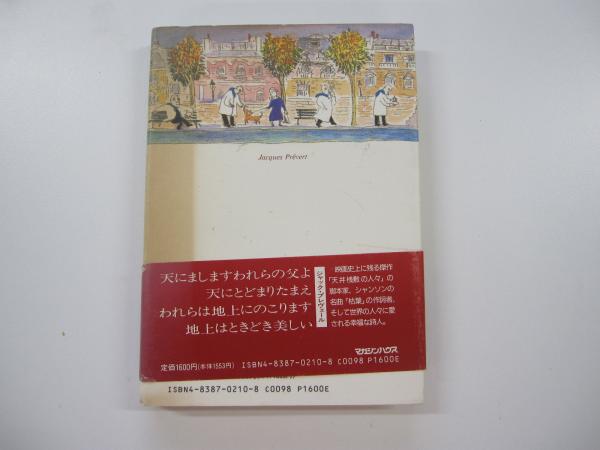 Jacques Prévert
天にましますわれらの父よ
天にとどまりたまえ
われらは地上にのこります
地上はときどき美しい
ジャック・プレヴェール
映画史上に残る傑作
「天井桟敷の人々」の
脚本家、シャンソンの
名曲「枯葉」の作詞者、
そして世界の人々に愛
される幸福な詩人。
マガジンハウス
定価1600円(本体1553円) ISBN4-8387-0210-8 C0098 P1600E
ISBN4-8387-0210-8 C0098 P1600E